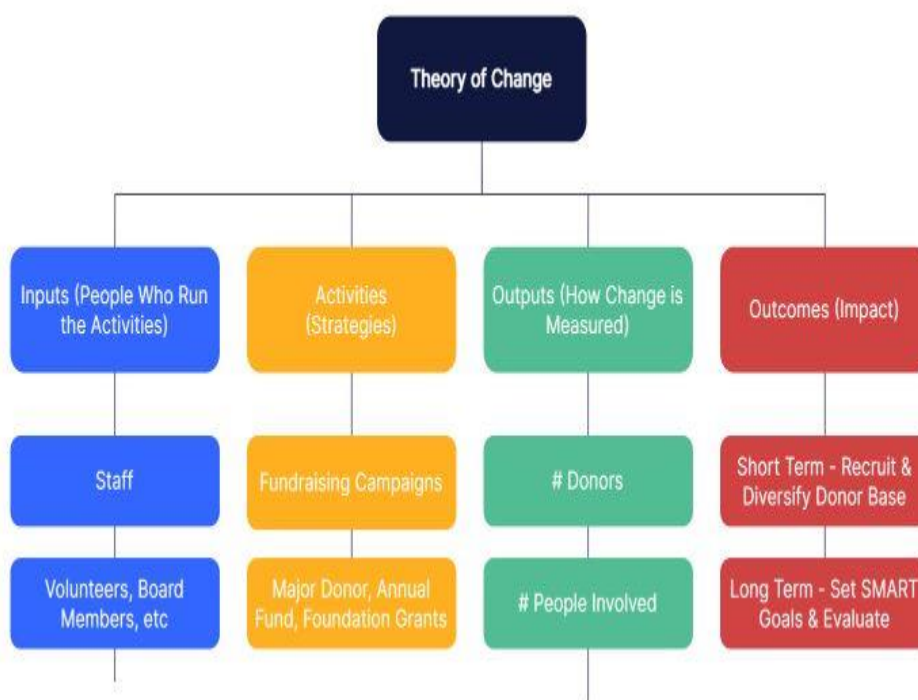 Theory of Change
Inputs (People Who Run
the Activities)
Activities
(Strategies)
Outputs (How Change is
Measured)
Outcomes (Impact)
Staff
Fundraising Campaigns
# Donors
Short Term - Recruit &
Diversify Donor Base
Volunteers, Board
Members, etc
Major Donor, Annual
Fund, Foundation Grants
# People Involved
Long Term - Set SMART
Goals & Evaluate